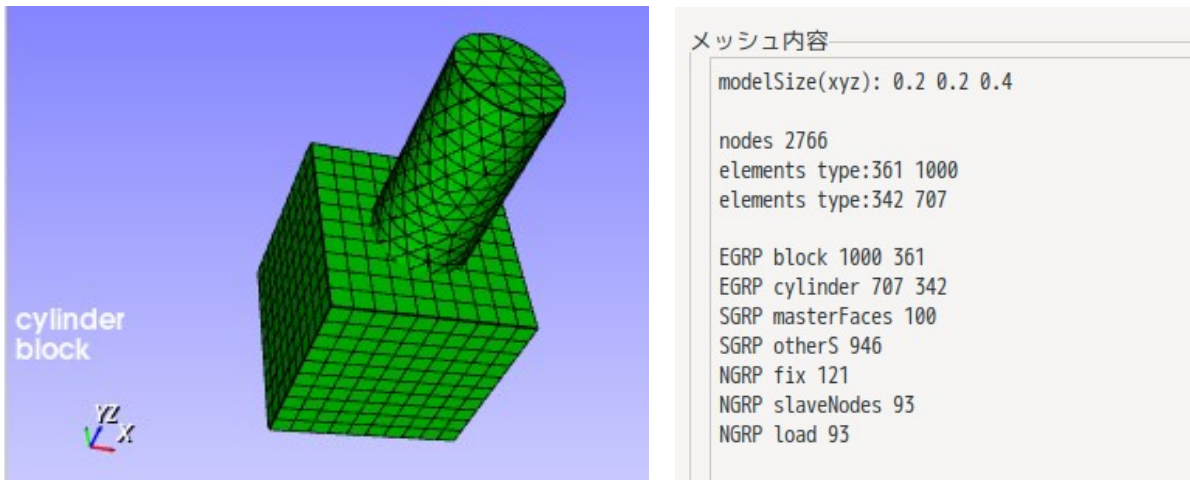 cylinder
block
YZ
X
メッシュ内容
modelSize(xyz): 0.2 0.2 0.4
nodes 2766
elements type:361 1000
elements type:342 707
EGRP block 1000 361
EGRP cylinder 707 342
SGRP masterFaces 100
SGRP otherS 946
NGRP fix 121
NGRP slaveNodes 93
NGRP load 93